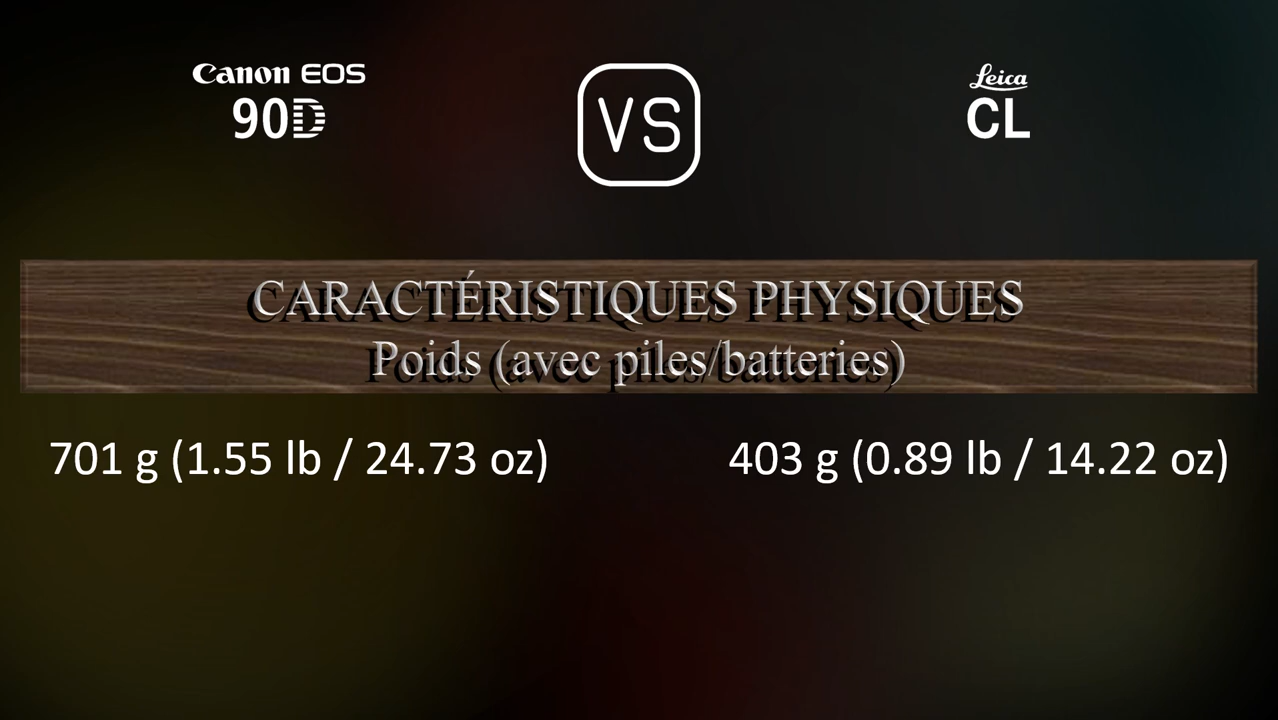 Canon EOS
90D
VS
Leica
CL
CARACTÉRISTIQUES PHYSIQUES
Poids (avec piles/batteries)
701 g (1.55 lb / 24.73 oz)
403 g (0.89 lb / 14.22 oz)